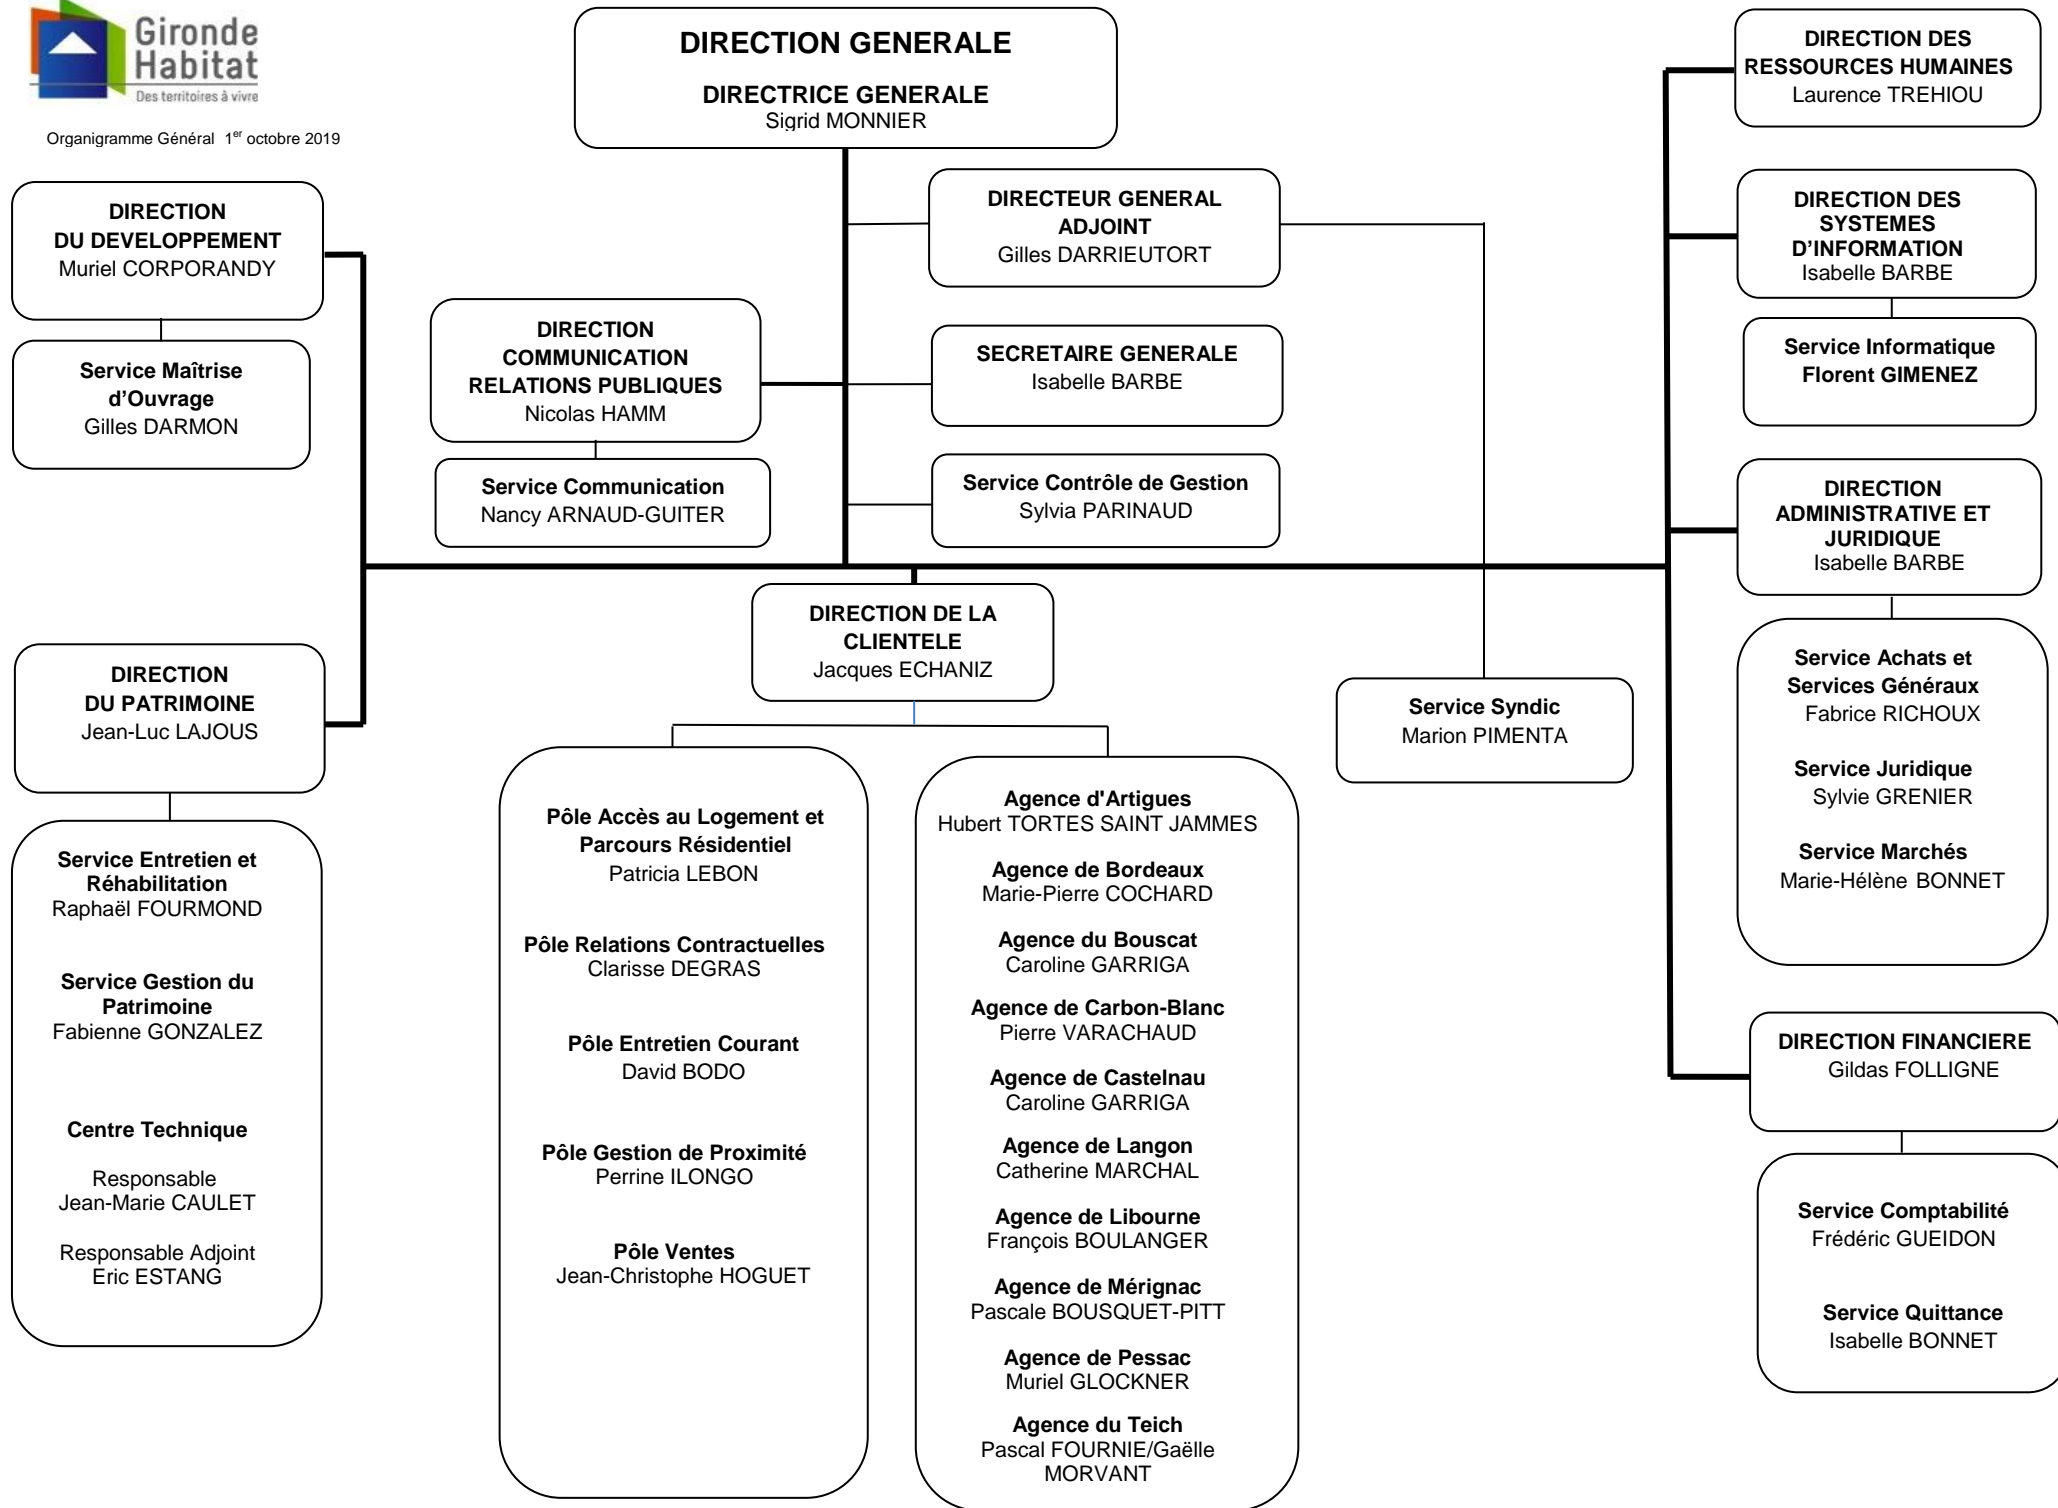 Gironde
Habitat
Des territoires à vivre
Organigramme Général 1er octobre 2019
DIRECTION GENERALE
DIRECTRICE GENERALE
Sigrid MONNIER
DIRECTEUR GENERAL
ADJOINT
Gilles DARRIEUTORT
DIRECTION
COMMUNICATION
RELATIONS PUBLIQUES
Nicolas HAMM
Service Communication
Nancy ARNAUD-GUITER
SECRETAIRE GENERALE
Isabelle BARBE
Service Contrôle de Gestion
Sylvia PARINAUD
DIRECTION
DU DEVELOPPEMENT
Muriel CORPORANDY
Service Maîtrise
d’Ouvrage
Gilles DARMON
DIRECTION
DU PATRIMOINE
Jean-Luc LAJOUS
Service Entretien et
Réhabilitation
Raphaël FOURMOND
Service Gestion du
Patrimoine
Fabienne GONZALEZ
Centre Technique
Responsable
Jean-Marie CAULET
Responsable Adjoint
Eric ESTANG
DIRECTION DE LA
CLIENTELE
Jacques ECHANIZ
Pôle Accès au Logement et
Parcours Résidentiel
Patricia LEBON
Pôle Relations Contractuelles
Clarisse DEGRAS
Pôle Entretien Courant
David BODO
Pôle Gestion de Proximité
Perrine ILONGO
Pôle Ventes
Jean-Christophe HOGUET
Agence d'Artigues
Hubert TORTES SAINT JAMMES
Agence de Bordeaux
Marie-Pierre COCHARD
Agence du Bouscat
Caroline GARRIGA
Agence de Carbon-Blanc
Pierre VARACHAUD
Agence de Castelnau
Caroline GARRIGA
Agence de Langon
Catherine MARCHAL
Agence de Libourne
François BOULANGER
Agence de Mérignac
Pascale BOUSQUET-PITT
Agence de Pessac
Muriel GLOCKNER
Agence du Teich
Pascal FOURNIE/Gaëlle
MORVANT
Service Syndic
Marion PIMENTA
DIRECTION DES
RESSOURCES HUMAINES
Laurence TREHIOU
DIRECTION DES
SYSTEMES
D’INFORMATION
Isabelle BARBE
Service Informatique
Florent GIMENEZ
DIRECTION
ADMINISTRATIVE ET
JURIDIQUE
Isabelle BARBE
Service Achats et
Services Généraux
Fabrice RICHOUX
Service Juridique
Sylvie GRENIER
Service Marchés
Marie-Hélène BONNET
DIRECTION FINANCIERE
Gildas FOLLIGNE
Service Comptabilité
Frédéric GUEIDON
Service Quittance
Isabelle BONNET